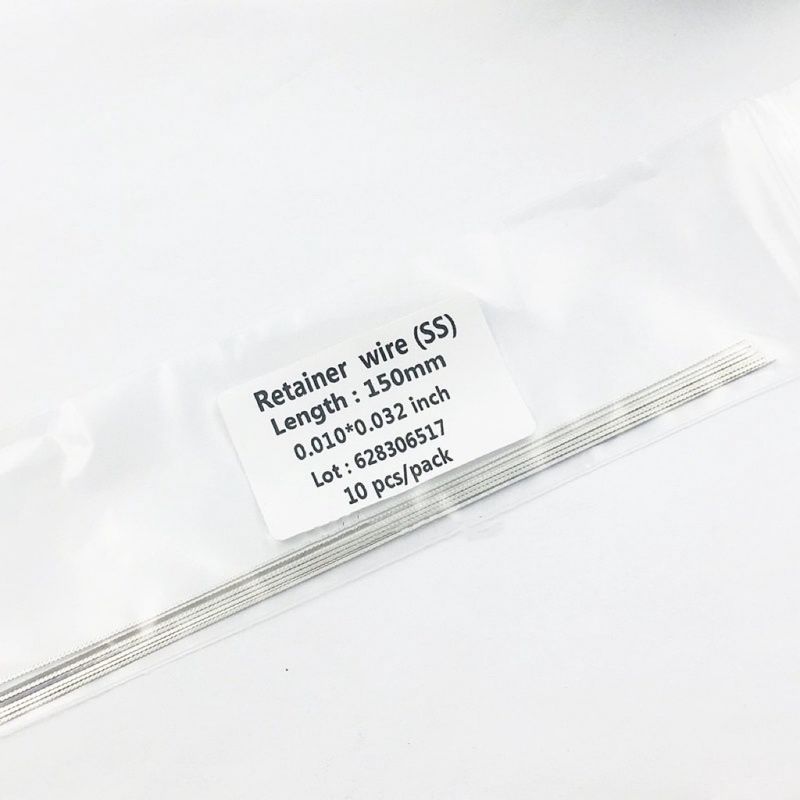 Retainer wire (SS)
Length : 150mm
0.010*0.032 inch
Lot : 628306517
10 pcs/pack